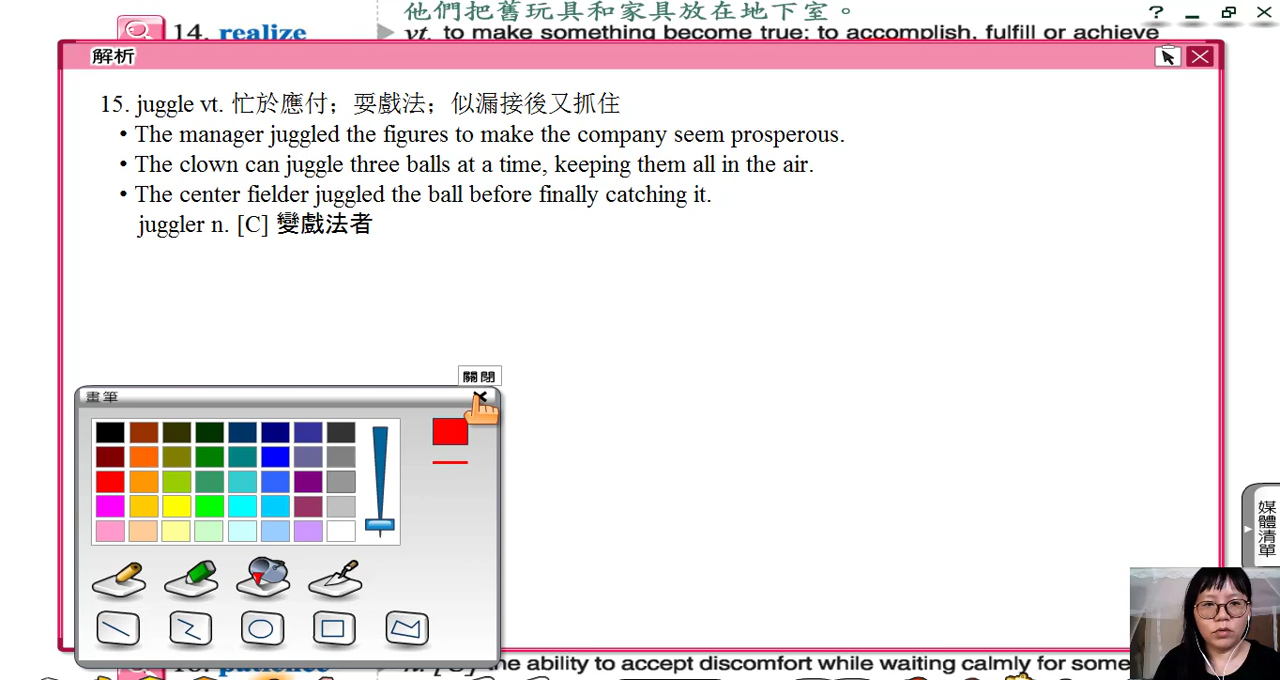 他們把舊玩具和家具放在地下室。
14. realize
vt. to make something become true; to accomplish, fulfill or achieve
解析
15. juggle vt. 忙於應付；耍戲法；似漏接後又抓住
• The manager juggled the figures to make the company seem prosperous.
• The clown can juggle three balls at a time, keeping them all in the air.
• The center fielder juggled the ball before finally catching it.
juggler n. [C] 變戲法者
關閉
畫筆
媒體清單
patience
the ability to accept discomfort while waiting calmly for some